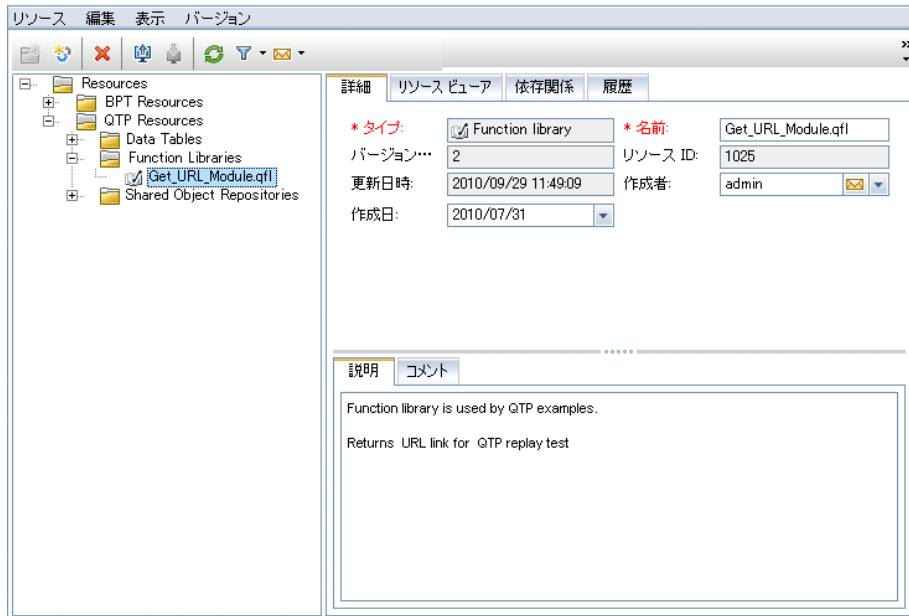 リソース 編集 表示 バージョン
»
Resources
BPT Resources
QTP Resources
Data Tables
Function Libraries
Get_URL_Module.qfl
Shared Object Repositories
詳細 リソース ビューア 依存関係 履歴
* タイプ: Function library * 名前: Get_URL_Module.qfl
バージョン… 2 リソース ID: 1025
更新日時: 2010/09/29 11:49:09 作成者: admin
作成日: 2010/07/31
説明 コメント
Function library is used by QTP examples.
Returns URL link for QTP replay test